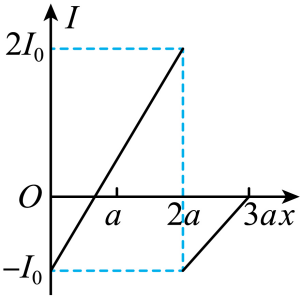 I
2I₀
O a 2a 3a x
−I₀